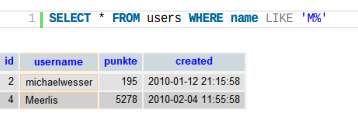 1 SELECT * FROM users WHERE name LIKE 'M%'
id username punkte created
2 michaelwesser 195 2010-01-12 21:15:58
4 Meerlis 5278 2010-02-04 11:55:58